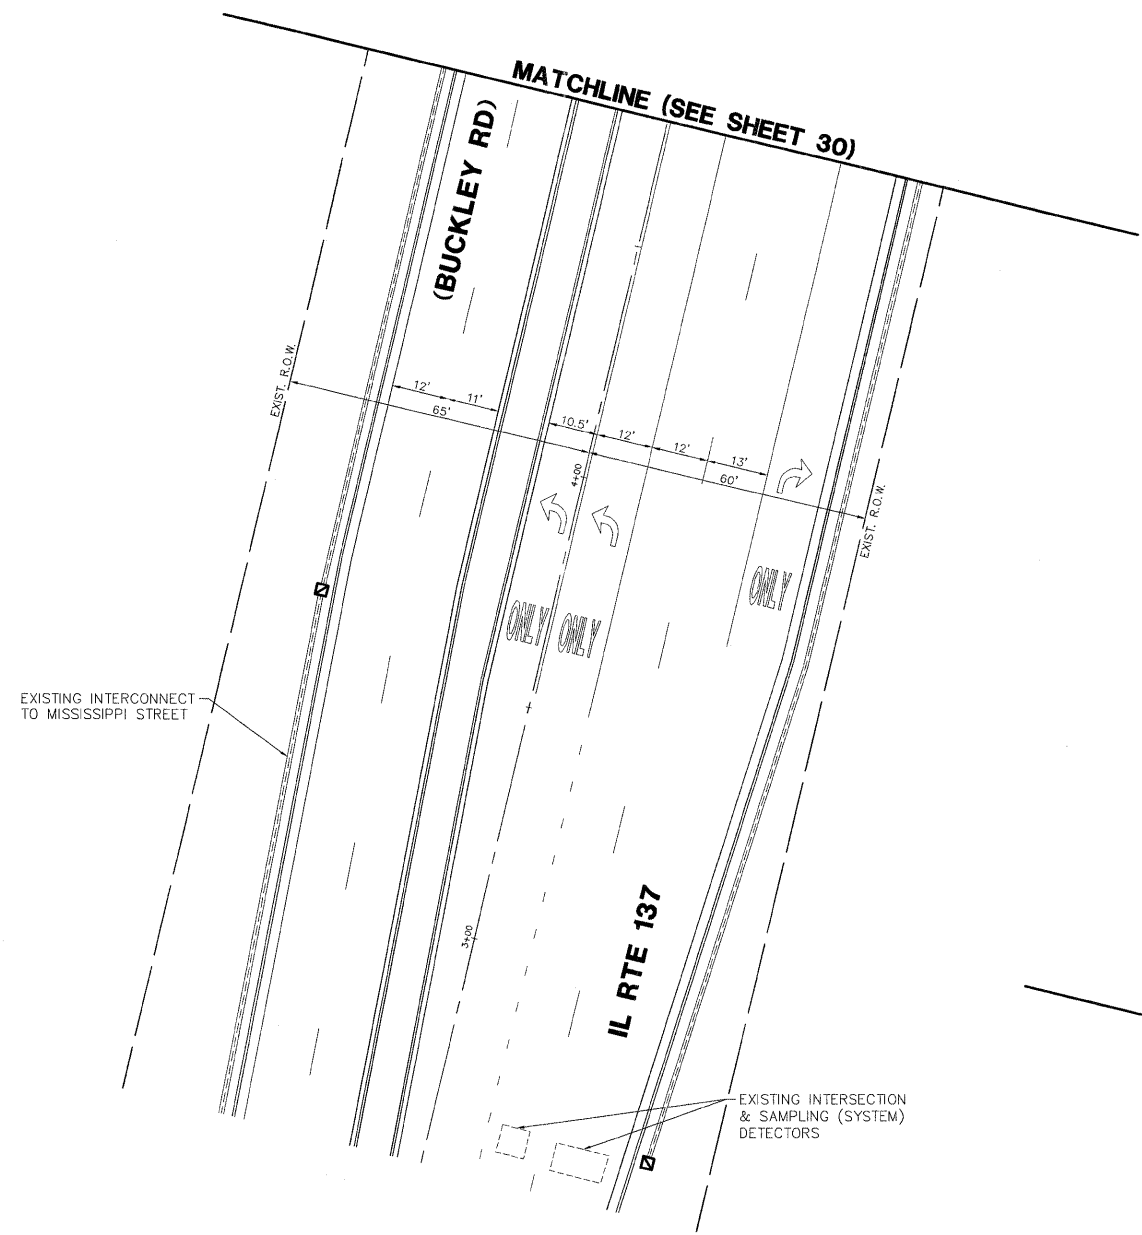 MATCHLINE (SEE SHEET 30)
(BUCKLEY RD)
EXIST. R.O.W.
12'
11'
65'
10.5'
12'
12'
13'
60'
4+00
EXIST. R.O.W.
ONLY
ONLY
ONLY
EXISTING INTERCONNECT
TO MISSISSIPPI STREET
3+00
IL RTE 137
EXISTING INTERSECTION
& SAMPLING (SYSTEM)
DETECTORS